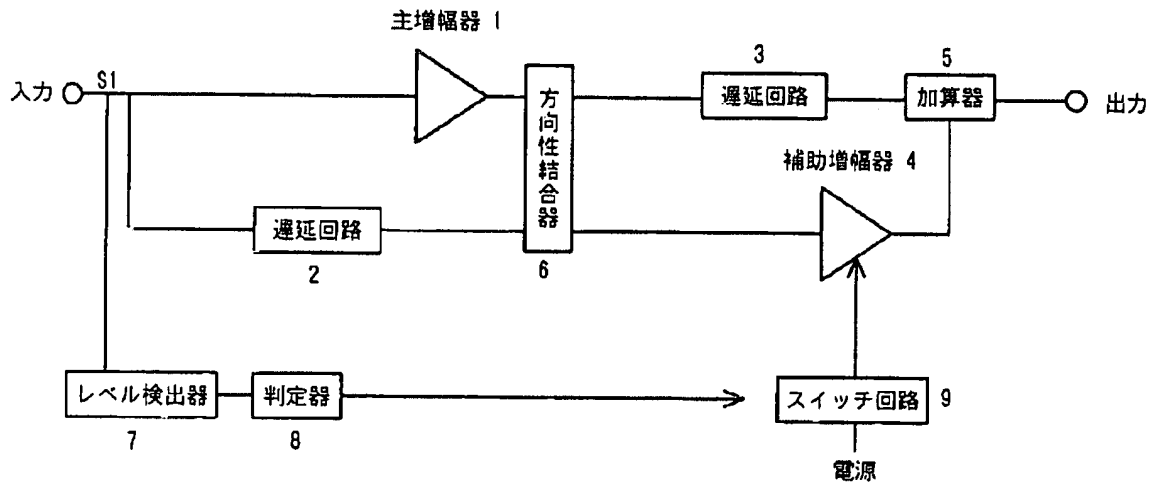 主増幅器 1
入力
S1
方向性結合器
6
3
遅延回路
5
加算器
出力
補助増幅器 4
遅延回路
2
レベル検出器
7
判定器
8
スイッチ回路
9
電源